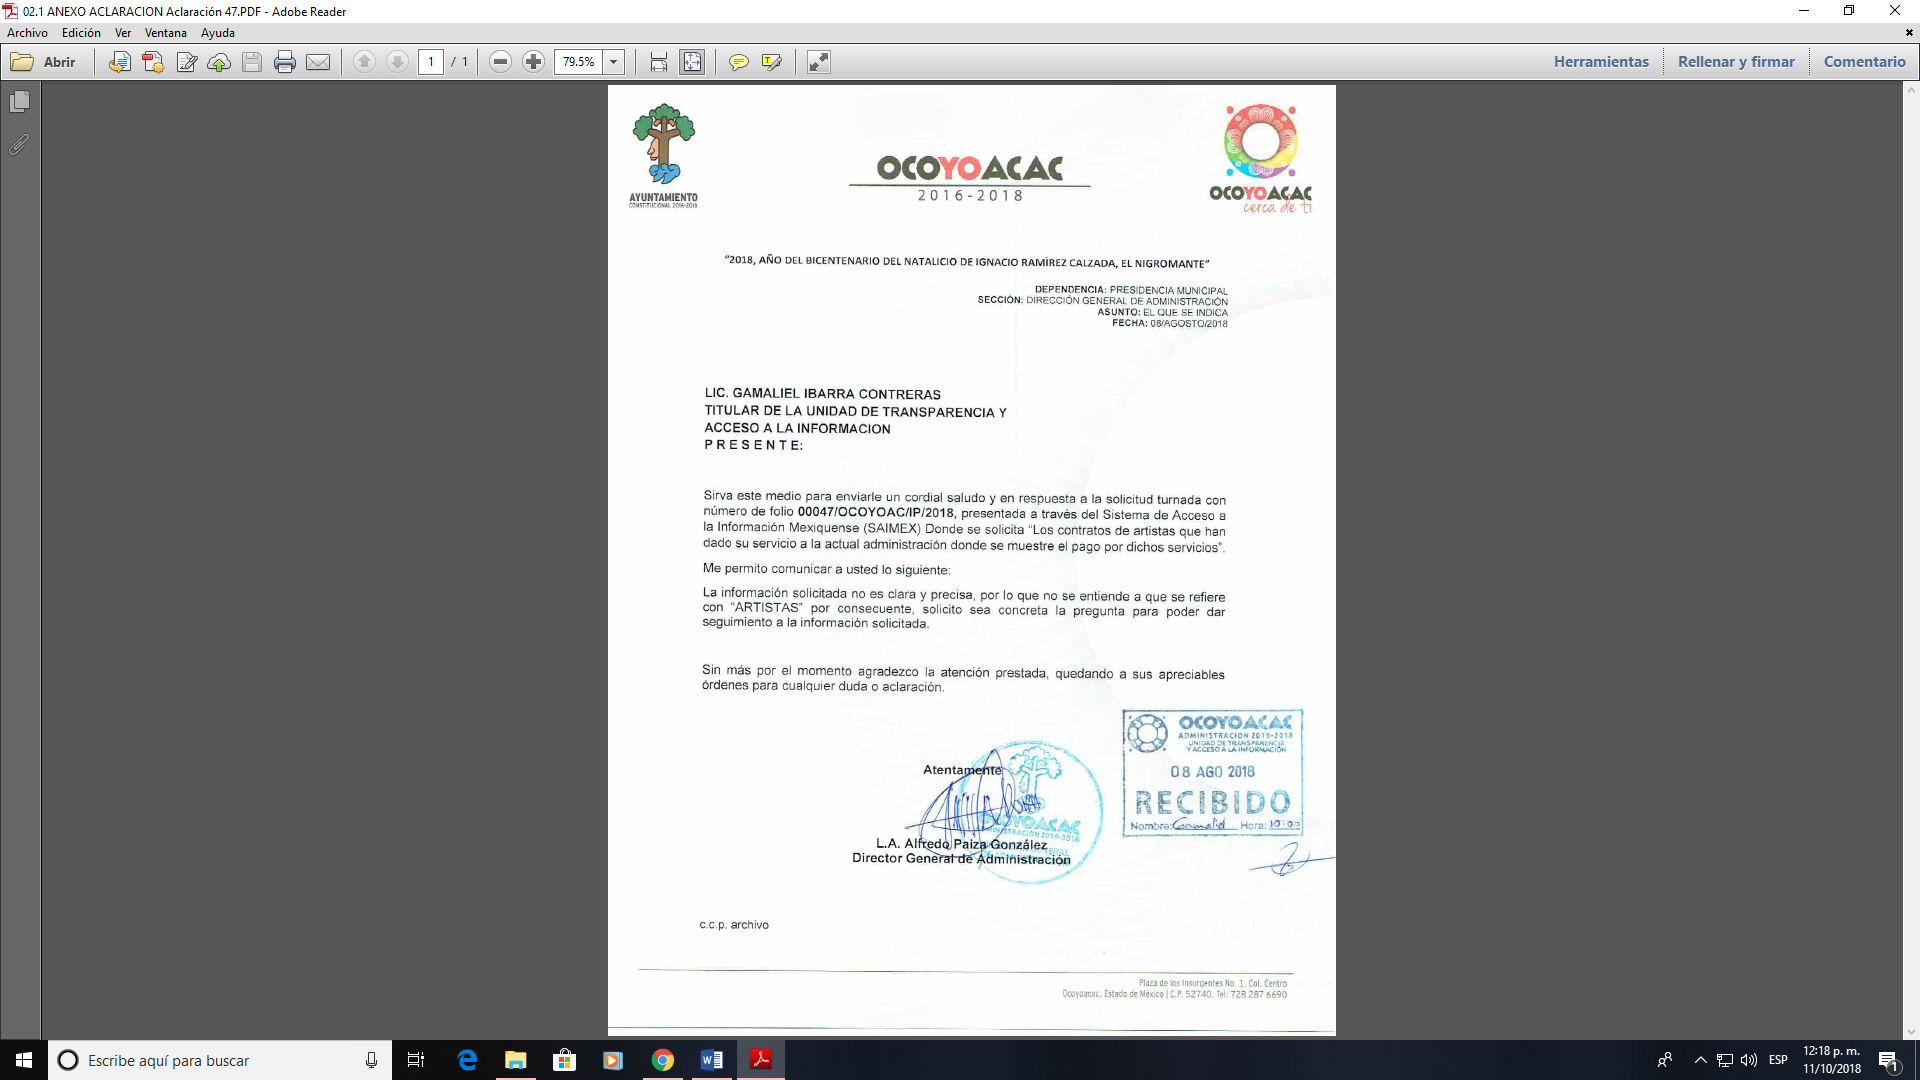 02.1 ANEXO ACLARACION Aclaración 47.PDF - Adobe Reader
Archivo Edición Ver Ventana Ayuda
Abrir 1 / 1 79.5% Herramientas Rellenar y firmar Comentario
AYUNTAMIENTO
CONSTITUCIONAL 2016-2018
OCOYOACAC
2016-2018
OCOYOACAC
cerca de ti
"2018, AÑO DEL BICENTENARIO DEL NATALICIO DE IGNACIO RAMÍREZ CALZADA, EL NIGROMANTE"
DEPENDENCIA: PRESIDENCIA MUNICIPAL
SECCIÓN: DIRECCIÓN GENERAL DE ADMINISTRACIÓN
ASUNTO: EL QUE SE INDICA
FECHA: 08/AGOSTO/2018
LIC. GAMALIEL IBARRA CONTRERAS
TITULAR DE LA UNIDAD DE TRANSPARENCIA Y
ACCESO A LA INFORMACION
P R E S E N T E:
Sirva este medio para enviarle un cordial saludo y en respuesta a la solicitud turnada con
número de folio 00047/OCOYOAC/IP/2018, presentada a través del Sistema de Acceso a
la Información Mexiquense (SAIMEX) Donde se solicita "Los contratos de artistas que han
dado su servicio a la actual administración donde se muestre el pago por dichos servicios".
Me permito comunicar a usted lo siguiente:
La información solicitada no es clara y precisa, por lo que no se entiende a que se refiere
con "ARTISTAS" por consecuente, solicito sea concreta la pregunta para poder dar
seguimiento a la información solicitada.
Sin más por el momento agradezco la atención prestada, quedando a sus apreciables
órdenes para cualquier duda o aclaración.
OCOYOACAC
ADMINISTRACION 2016-2018
UNIDAD DE TRANSPARENCIA
Y ACCESO A LA INFORMACIÓN
08 AGO 2018
RECIBIDO
Nombre: Gamaliel Hora: 10:00
Atentamente
OCOYOACAC
ADMINISTRACION 2016-2018
L.A. Alfredo Paiza González
Director General de Administración
c.c.p. archivo
Plaza de los Insurgentes No. 1, Col. Centro
Ocoyoacac, Estado de México | C.P. 52740, Tel: 728 287 6690
Escribe aquí para buscar
ESP
12:18 p. m.
11/10/2018
1